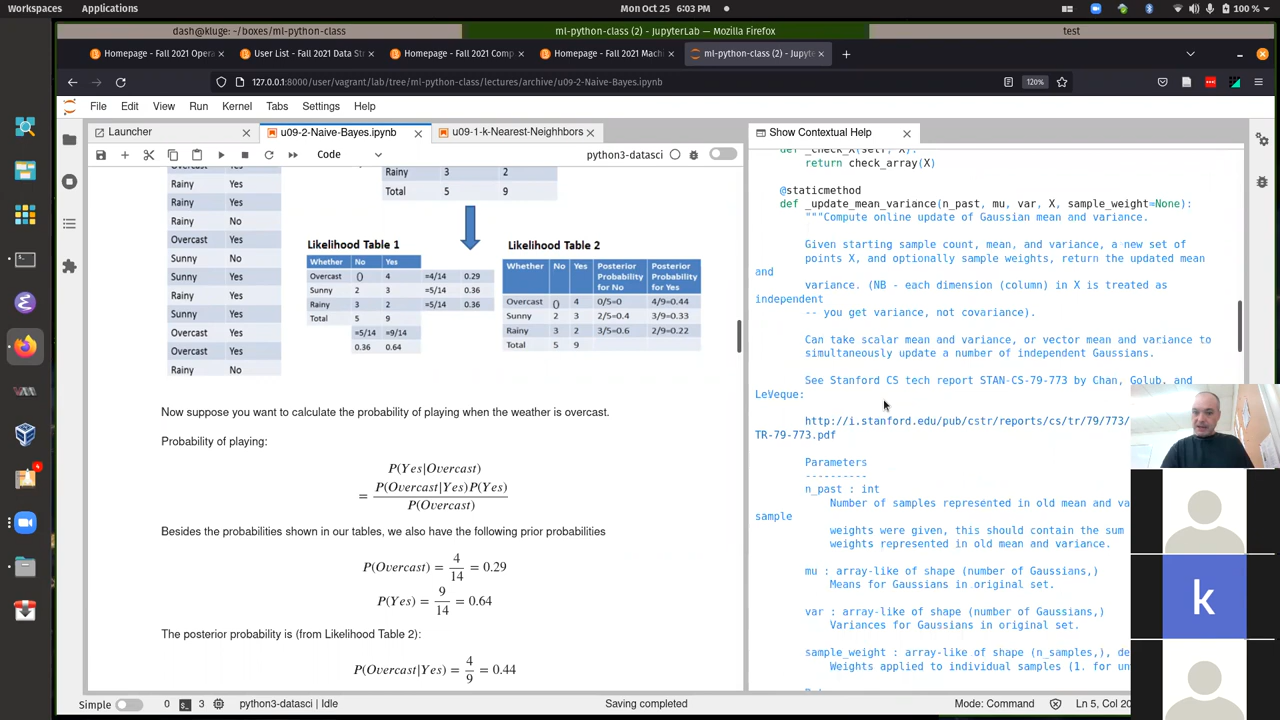 Workspaces Applications Mon Oct 25 6:03 PM 100 %
dash@kluge: ~/boxes/ml-python-class ml-python-class (2) - JupyterLab — Mozilla Firefox test
Homepage - Fall 2021 Opera User List - Fall 2021 Data Str Homepage - Fall 2021 Comp Homepage - Fall 2021 Machi ml-python-class (2) - Jupyte
127.0.0.1:8000/user/vagrant/lab/tree/ml-python-class/lectures/archive/u09-2-Naive-Bayes.ipynb 120%
File Edit View Run Kernel Tabs Settings Help
Launcher u09-2-Naive-Bayes.ipynb u09-1-k-Nearest-Neighhbors
Code python3-datasci
Overcast Yes
Rainy Yes
Rainy Yes
Rainy No
Overcast Yes
Sunny No
Sunny Yes
Rainy Yes
Sunny Yes
Overcast Yes
Overcast Yes
Rainy No
Rainy 3 2
Total 5 9
Likelihood Table 1
Whether No Yes
Overcast 0 4 =4/14 0.29
Sunny 2 3 =5/14 0.36
Rainy 3 2 =5/14 0.36
Total 5 9
=5/14 =9/14
0.36 0.64
Likelihood Table 2
Whether No Yes Posterior Probability for No Posterior Probability for Yes
Overcast 0 4 0/5=0 4/9=0.44
Sunny 2 3 2/5=0.4 3/9=0.33
Rainy 3 2 3/5=0.6 2/9=0.22
Total 5 9
Now suppose you want to calculate the probability of playing when the weather is overcast.
Probability of playing:
P(Yes|Overcast)
= P(Overcast|Yes)P(Yes)
P(Overcast)
Besides the probabilities shown in our tables, we also have the following prior probabilities
P(Overcast) = 4/14 = 0.29
P(Yes) = 9/14 = 0.64
The posterior probability is (from Likelihood Table 2):
P(Overcast|Yes) = 4/9 = 0.44
Show Contextual Help
def _check_X(self, X):
return check_array(X)
@staticmethod
def _update_mean_variance(n_past, mu, var, X, sample_weight=None):
"""Compute online update of Gaussian mean and variance.
Given starting sample count, mean, and variance, a new set of
points X, and optionally sample weights, return the updated mean
and
variance. (NB - each dimension (column) in X is treated as
independent
-- you get variance, not covariance).
Can take scalar mean and variance, or vector mean and variance to
simultaneously update a number of independent Gaussians.
See Stanford CS tech report STAN-CS-79-773 by Chan, Golub, and
LeVeque:
http://i.stanford.edu/pub/cstr/reports/cs/tr/79/773/
TR-79-773.pdf
Parameters
----------
n_past : int
Number of samples represented in old mean and va
sample
weights were given, this should contain the sum
weights represented in old mean and variance.
mu : array-like of shape (number of Gaussians,)
Means for Gaussians in original set.
var : array-like of shape (number of Gaussians,)
Variances for Gaussians in original set.
sample_weight : array-like of shape (n_samples,), de
Weights applied to individual samples (1. for un
k
Simple 0 3 python3-datasci | Idle Saving completed Mode: Command Ln 5, Col 20